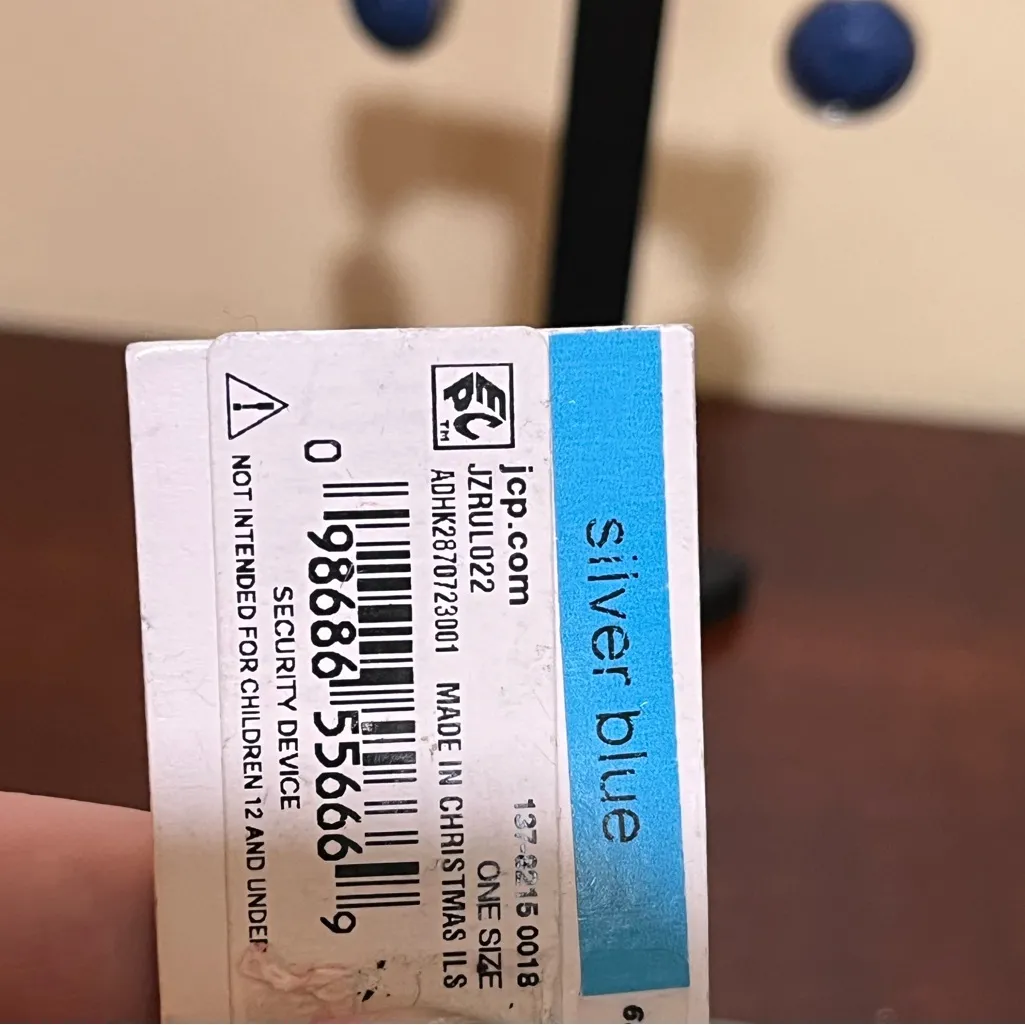 silver blue
EPC TM
jcp.com
137-8215 0018
JZRUL022
ONE SIZE
ADHK2870723001 MADE IN CHRISTMAS ILS
0 98686 55666 9
SECURITY DEVICE
NOT INTENDED FOR CHILDREN 12 AND UNDER